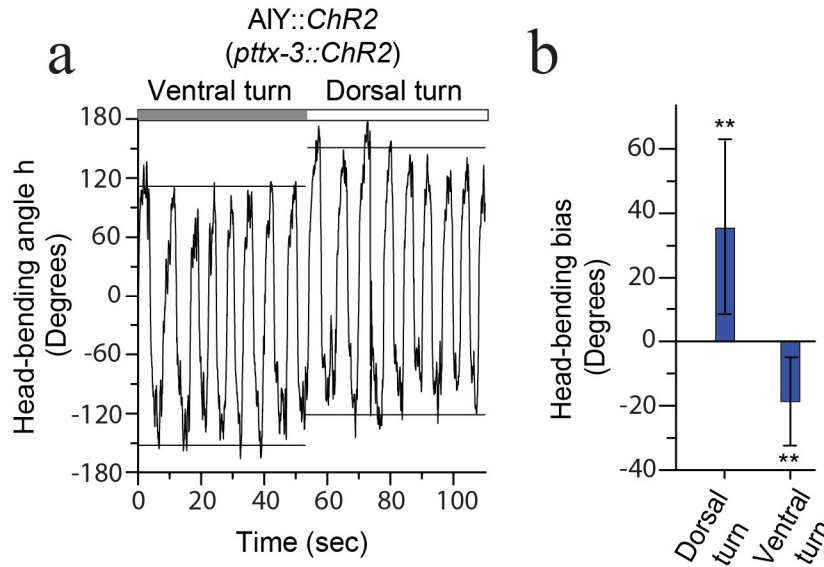 a
AIY::ChR2
(pttx-3::ChR2)
Ventral turn Dorsal turn
Head-bending angle h
(Degrees)
180
120
60
0
-60
-120
-180
0 20 40 60 80 100
Time (sec)
b
Head-bending bias
(Degrees)
60
40
20
0
-20
-40
**
**
Dorsal
turn
Ventral
turn